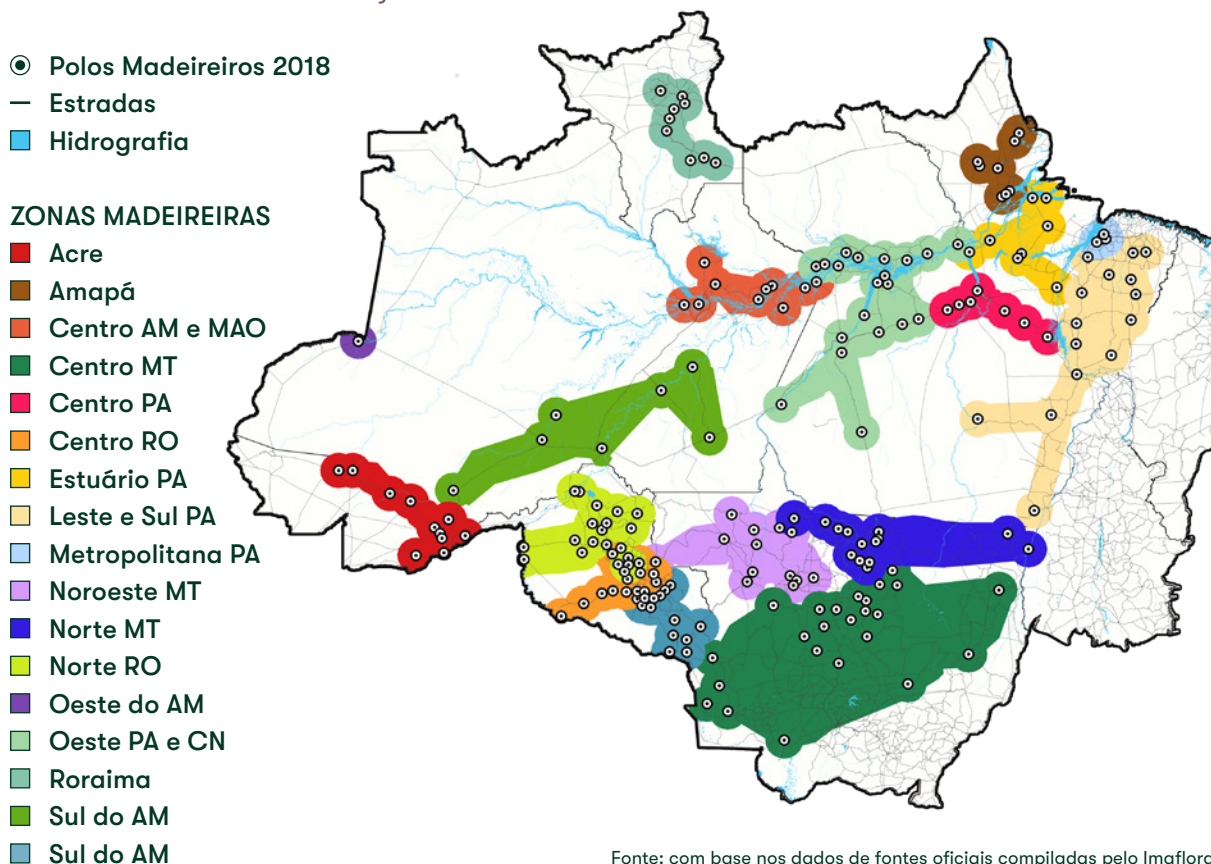 Polos Madeireiros 2018
Estradas
Hidrografia
ZONAS MADEIREIRAS
Acre
Amapá
Centro AM e MAO
Centro MT
Centro PA
Centro RO
Estuário PA
Leste e Sul PA
Metropolitana PA
Noroeste MT
Norte MT
Norte RO
Oeste do AM
Oeste PA e CN
Roraima
Sul do AM
Sul do AM
Fonte: com base nos dados de fontes oficiais compiladas pelo Imaflora